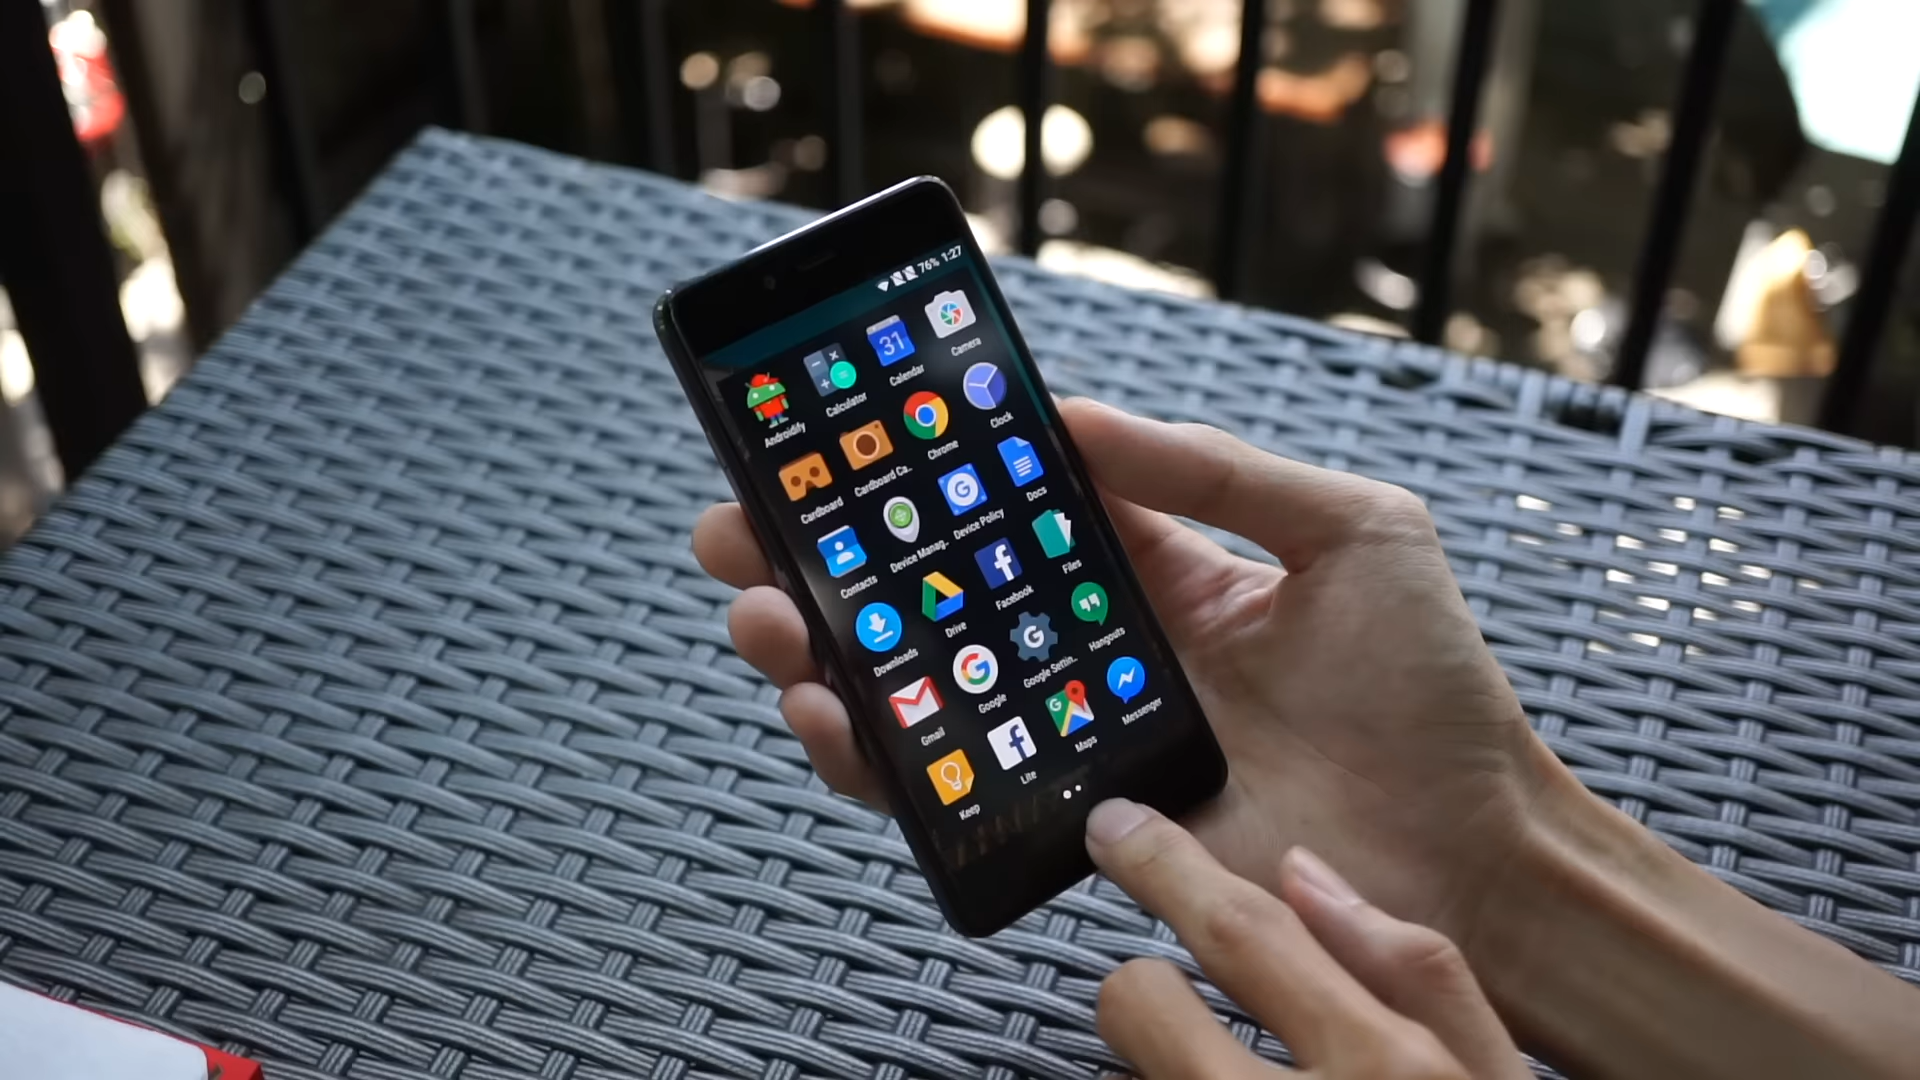 76% 1:27
31
Androidify Calculator Calendar Camera
Cardboard Cardboard Ca.. Chrome Clock
G
Contacts Device Manag.. Device Policy Docs
f
Downloads Drive Facebook Files
G G
Gmail Google Google Settin.. Hangouts
f G
Keep Lite Maps Messenger